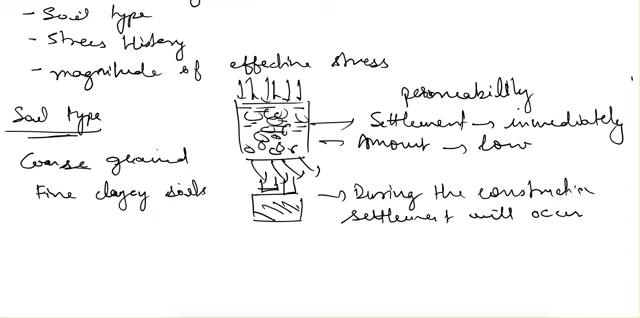 - Soil type
- Stress History
- magnitude of effective stress
Soil type
permeability
→ Settlement → immediately
→ Amount → low
Coarse grained
Fine clayey soils
→ During the construction
settlement will occur